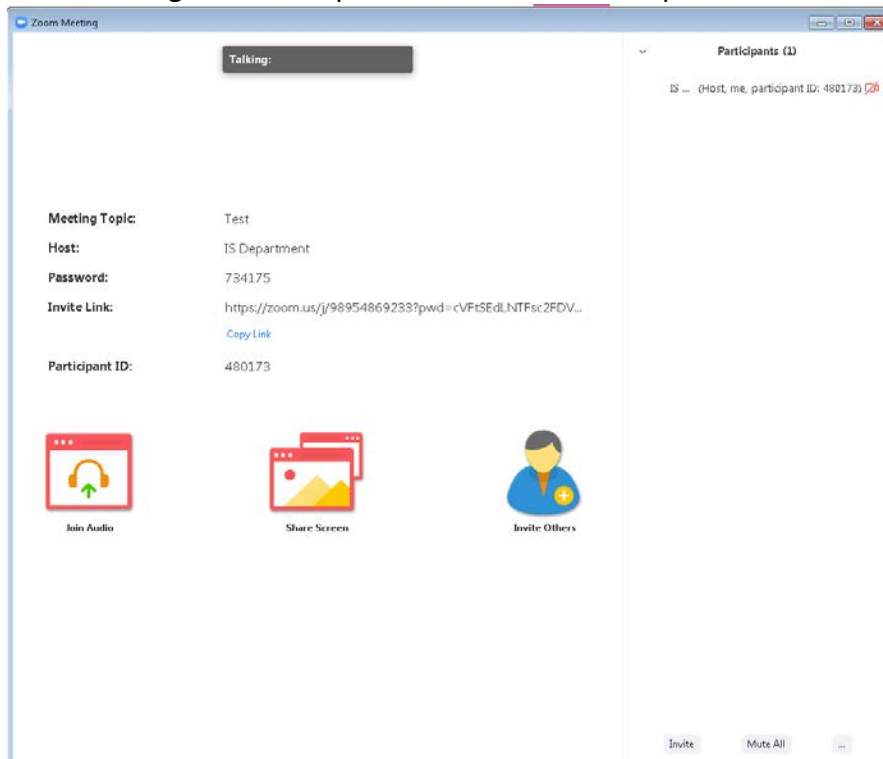 Zoom Meeting
Talking:
Participants (1)
IS ... (Host, me, participant ID: 480173)
Meeting Topic: Test
Host: IS Department
Password: 734175
Invite Link: https://zoom.us/j/98954869233?pwd=cVFtSEdLNTFsc2FDV...
Copy Link
Participant ID: 480173
Join Audio
Share Screen
Invite Others
Invite
Mute All
...